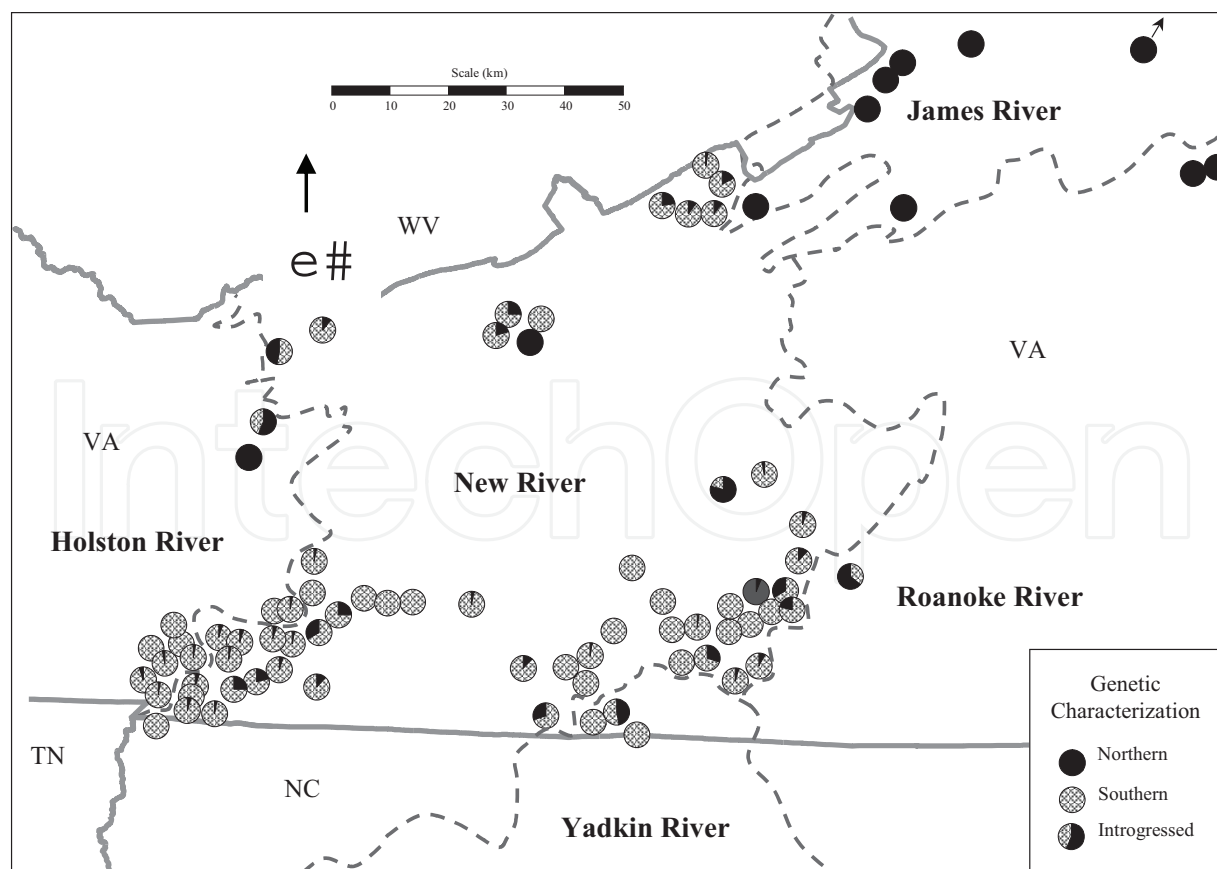 Scale (km)
0 10 20 30 40 50
James River
WV
e#
VA
VA
New River
Holston River
Roanoke River
TN
NC
Yadkin River
Genetic
Characterization
Northern
Southern
Introgressed
IntechOpen